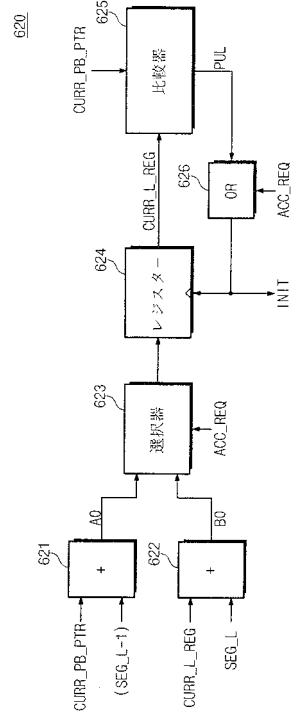 620
CURR_PB_PTR
(SEG_L-1)
621
+
A0
CURR_L_REG
SEG_L
622
+
B0
623
選択器
ACC_REQ
624
レジスター
CURR_L_REG
CURR_PB_PTR
625
比較器
PUL
626
OR
ACC_REQ
INIT